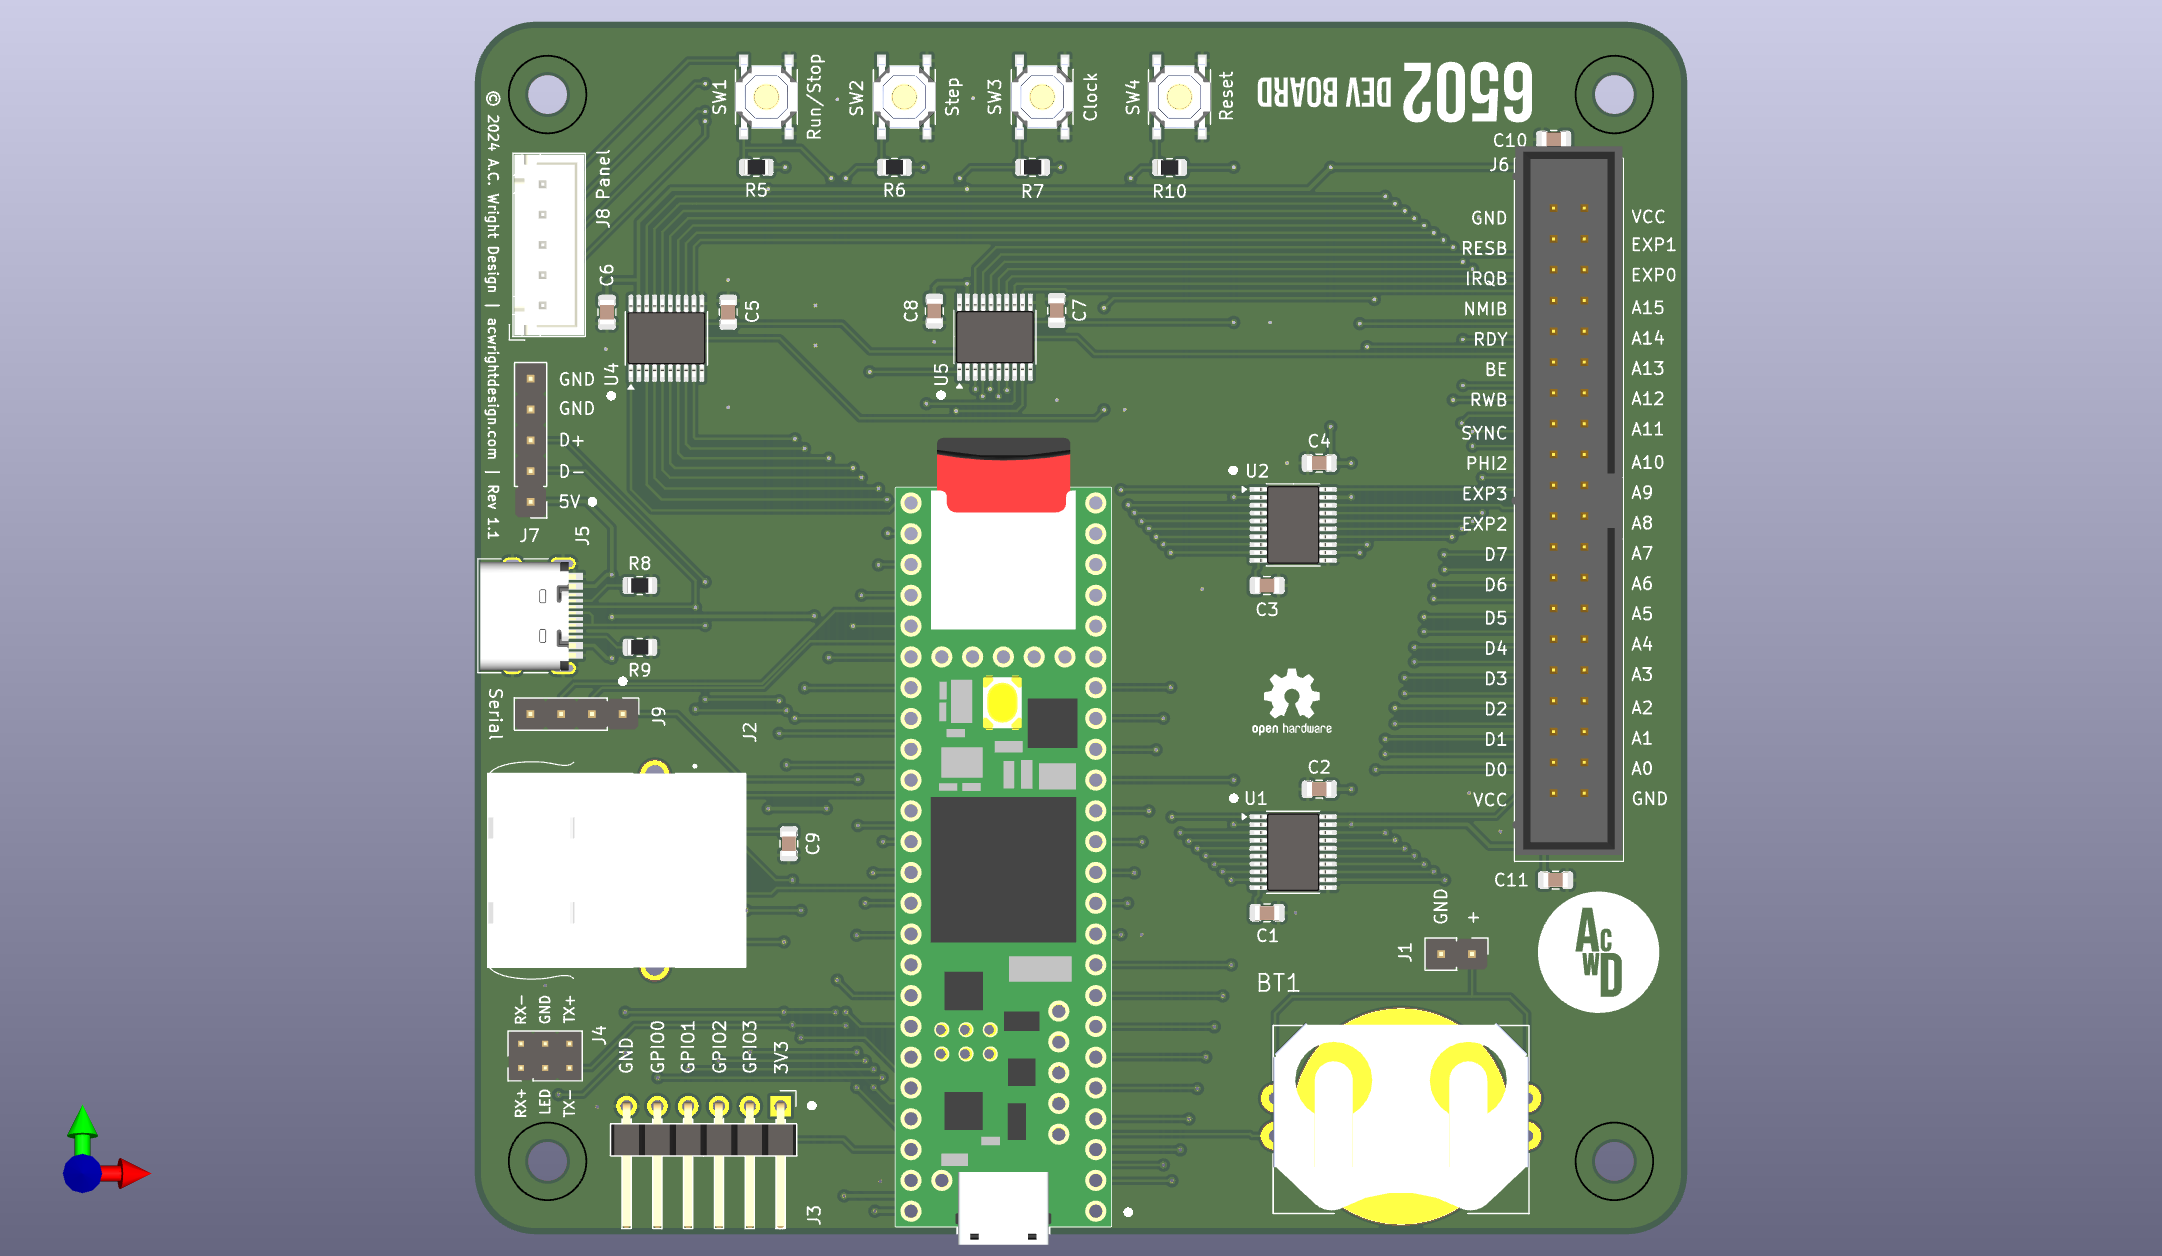 6502
DEV BOARD
© 2024 A.C. Wright Design | acwrightdesign.com | Rev 1.1
SW1
Run/Stop
SW2
Step
SW3
Clock
SW4
Reset
R5
R6
R7
R10
C10
J6
J8 Panel
C6
C5
U4
C8
C7
U5
GND
RESB
IRQB
NMIB
RDY
BE
RWB
SYNC
PHI2
EXP3
EXP2
D7
D6
D5
D4
D3
D2
D1
D0
VCC
VCC
EXP1
EXP0
A15
A14
A13
A12
A11
A10
A9
A8
A7
A6
A5
A4
A3
A2
A1
A0
GND
GND
GND
D+
D-
5V
J7
J5
R8
R9
Serial
J9
J2
C9
C4
U2
C3
open hardware
C2
U1
C1
C11
GND
+
J1
BT1
ACWD
RX-
GND
TX+
J4
RX+
LED
TX-
GND
GPIO0
GPIO1
GPIO2
GPIO3
3V3
J3